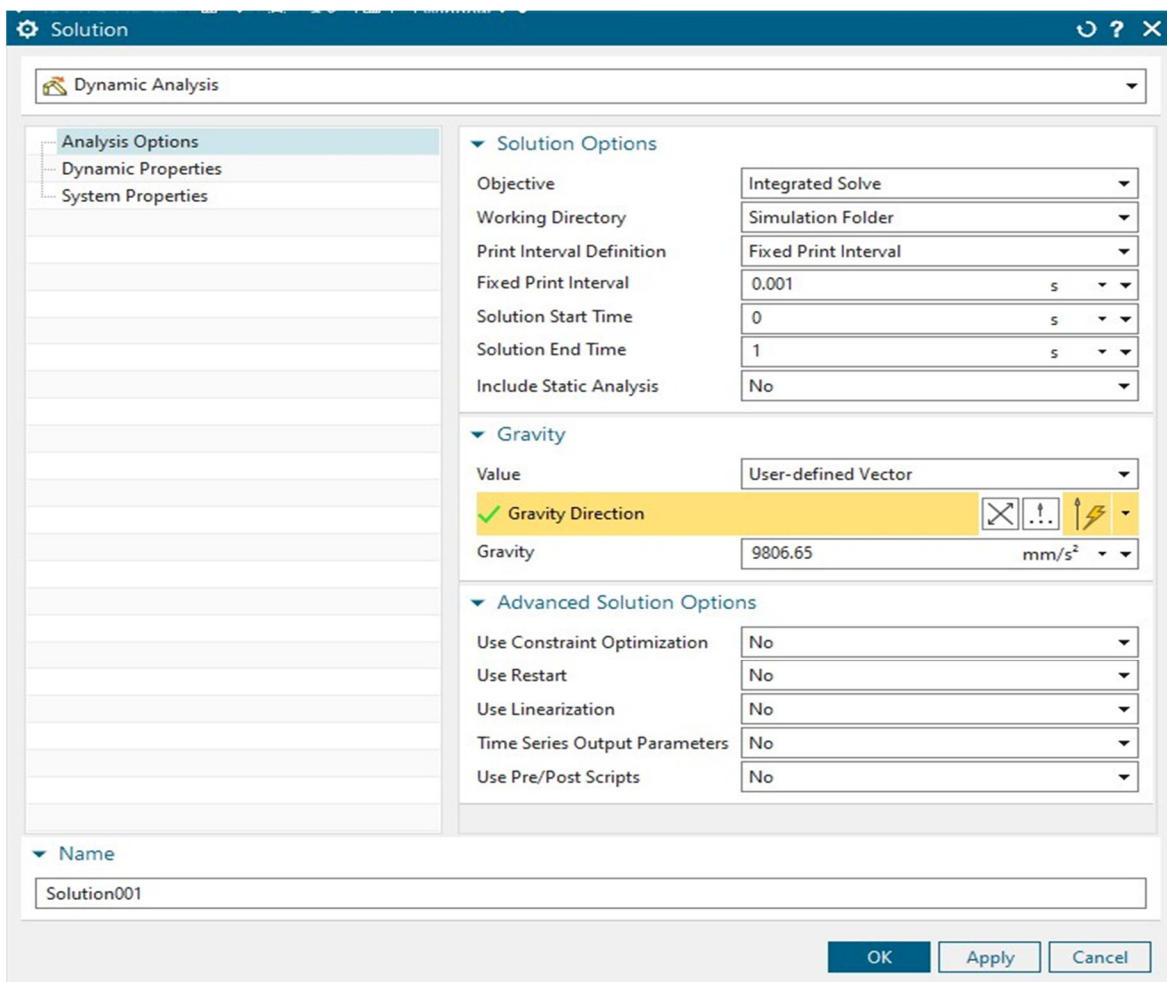 Solution
Dynamic Analysis
Analysis Options
Dynamic Properties
System Properties
Solution Options
Objective Integrated Solve
Working Directory Simulation Folder
Print Interval Definition Fixed Print Interval
Fixed Print Interval 0.001 s
Solution Start Time 0 s
Solution End Time 1 s
Include Static Analysis No
Gravity
Value User-defined Vector
Gravity Direction
Gravity 9806.65 mm/s²
Advanced Solution Options
Use Constraint Optimization No
Use Restart No
Use Linearization No
Time Series Output Parameters No
Use Pre/Post Scripts No
Name
Solution001
OK Apply Cancel